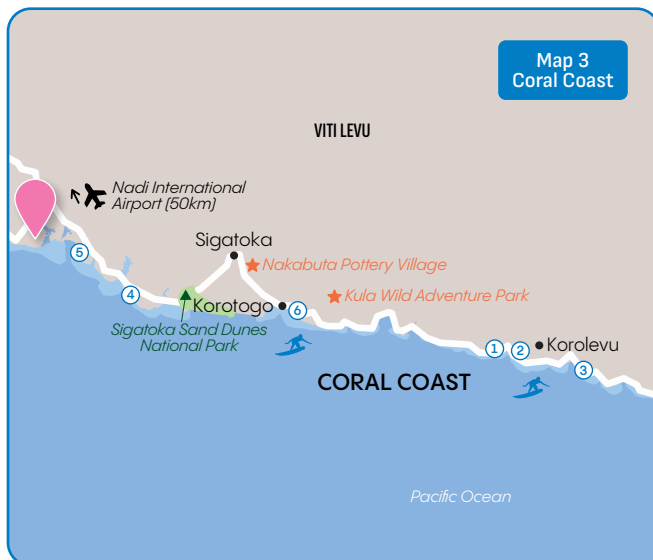 Map 3
Coral Coast
VITI LEVU
Nadi International
Airport (50km)
Sigatoka
Nakabuta Pottery Village
5
4
Korotogo
6
Kula Wild Adventure Park
Sigatoka Sand Dunes
National Park
1
2
Korolevu
3
CORAL COAST
Pacific Ocean